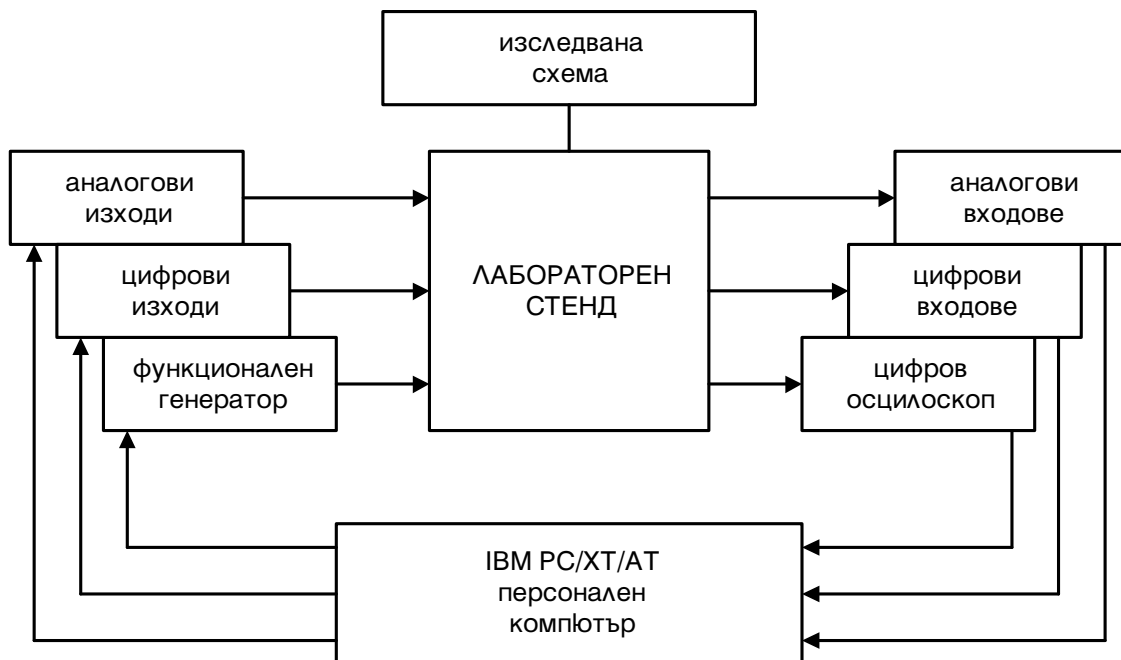 изследвана
схема
аналогови
изходи
цифрови
изходи
функционален
генератор
ЛАБОРАТОРЕН
СТЕНД
аналогови
входове
цифрови
входове
цифров
осцилоскоп
IBM PC/XT/AT
персонален
компютър